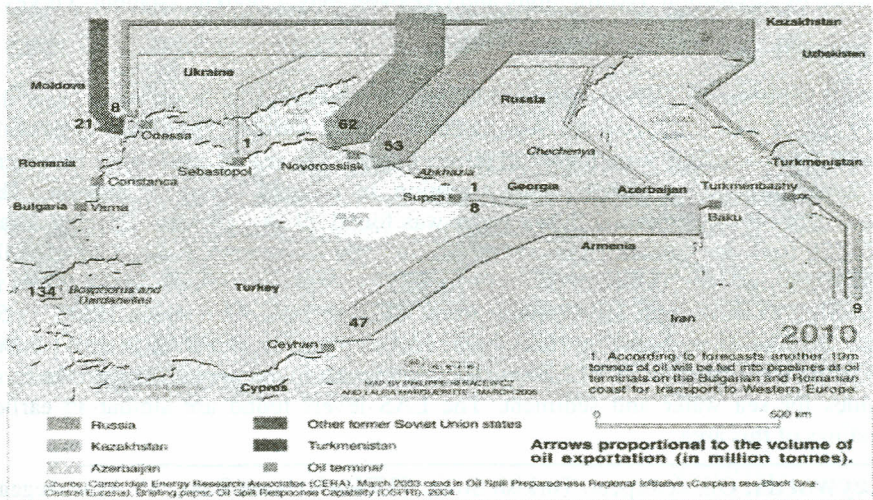 Kazakhstan
Uzbekistan
Ukraine
Moldova
Russia
8
21
Odessa
62
1
53
Romania
Sebastopol
Novorossiisk
Abkhazia
Chechenya
Turkmenistan
Constanca
1
Georgia
Azerbaijan
Turkmenbashy
Bulgaria
Varna
Supsa
8
Baku
Armenia
134
Bosphorus and
Dardanelles
Turkey
47
Iran
9
Ceyhan
2010
Cyprus
MAP BY PHILIPPE REKACEWICZ
AND LAURA MARGUERITTE - MARCH 2006
1. According to forecasts another 19m
tonnes of oil will be fed into pipelines at oil
terminals on the Bulgarian and Romanian
coast for transport to Western Europe.
0 500 km
Russia
Kazakhstan
Azerbaijan
Other former Soviet Union states
Turkmenistan
Oil terminal
Arrows proportional to the volume of
oil exportation (in million tonnes).
Source: Cambridge Energy Research Associates (CERA), March 2003 cited in Oil Spill Preparedness Regional Initiative (Caspian sea-Black Sea-
Central Eurasia), Briefing paper, Oil Spill Response Capability (OSPRI), 2004.